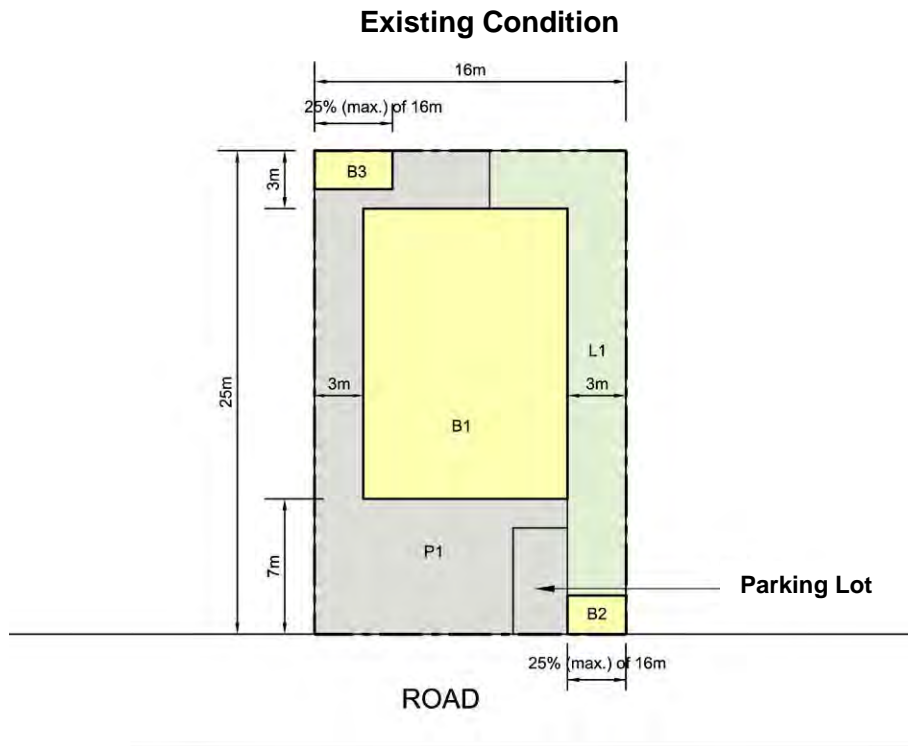 Existing Condition
16m
25% (max.) of 16m
B3
3m
L1
25m
3m
3m
B1
P1
7m
Parking Lot
B2
25% (max.) of 16m
ROAD